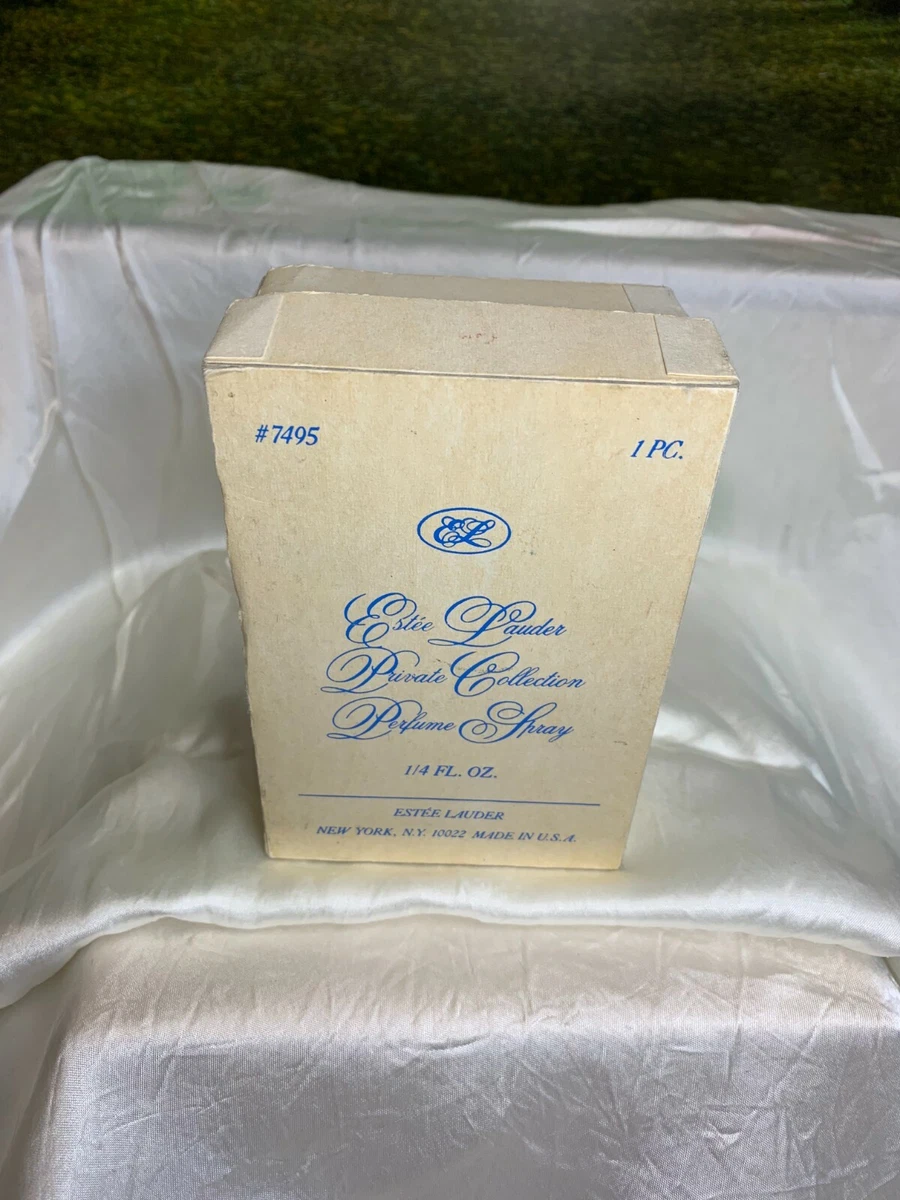 #7495 1 PC.
EL
Estée Lauder
Private Collection
Perfume Spray
1/4 FL. OZ.
ESTÉE LAUDER
NEW YORK, N.Y. 10022 MADE IN U.S.A.